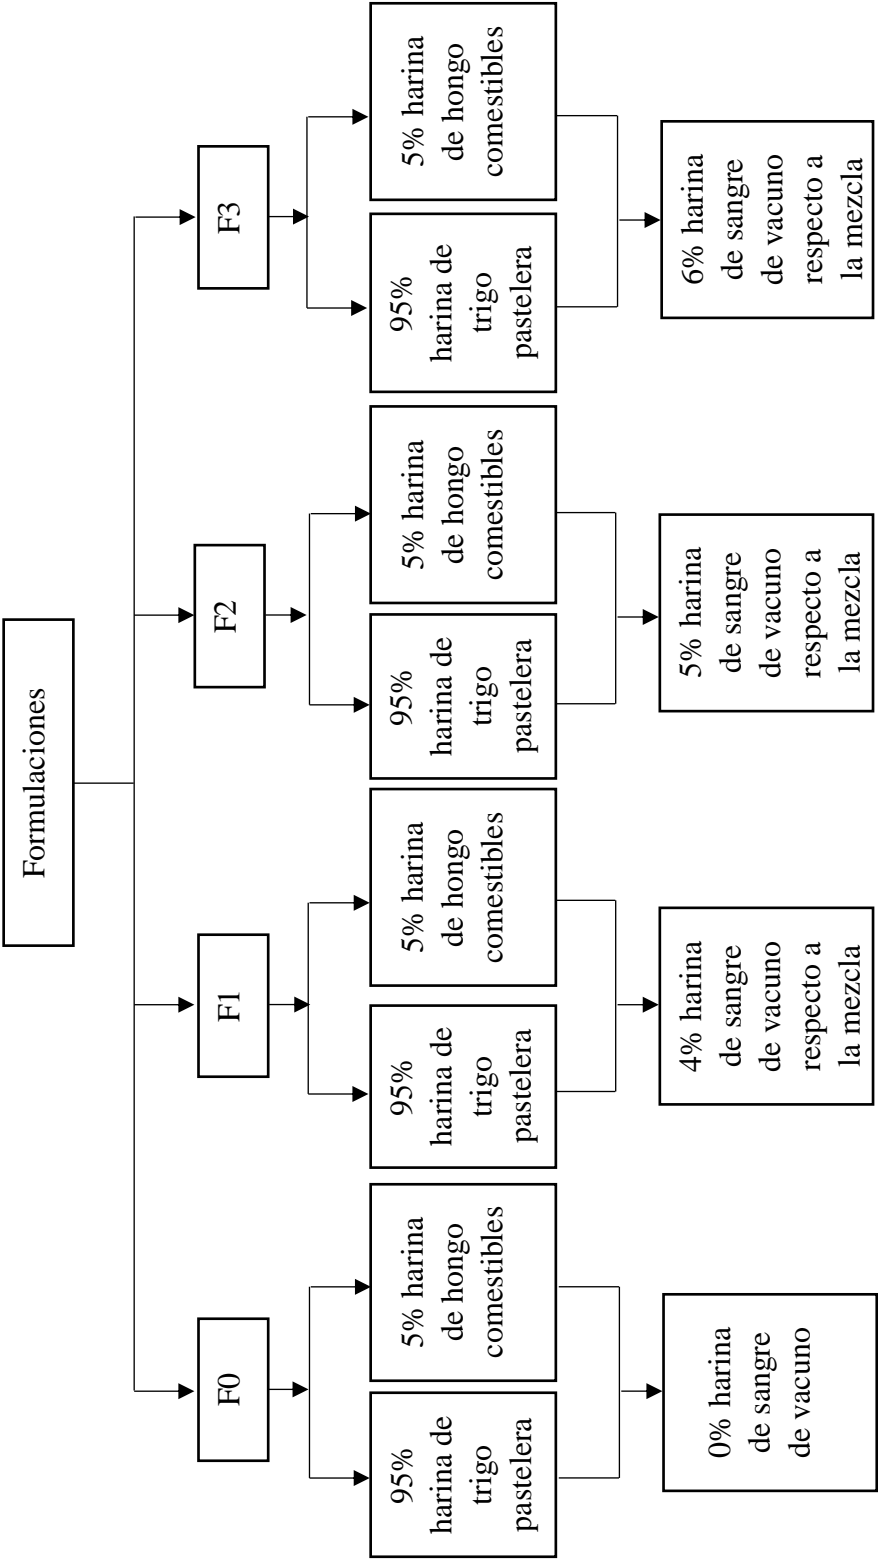 Formulaciones
F0
F1
F2
F3
95%
harina de
trigo
pastelera
5% harina
de hongo
comestibles
95%
harina de
trigo
pastelera
5% harina
de hongo
comestibles
95%
harina de
trigo
pastelera
5% harina
de hongo
comestibles
95%
harina de
trigo
pastelera
5% harina
de hongo
comestibles
0% harina
de sangre
de vacuno
4% harina
de sangre
de vacuno
respecto a
la mezcla
5% harina
de sangre
de vacuno
respecto a
la mezcla
6% harina
de sangre
de vacuno
respecto a
la mezcla